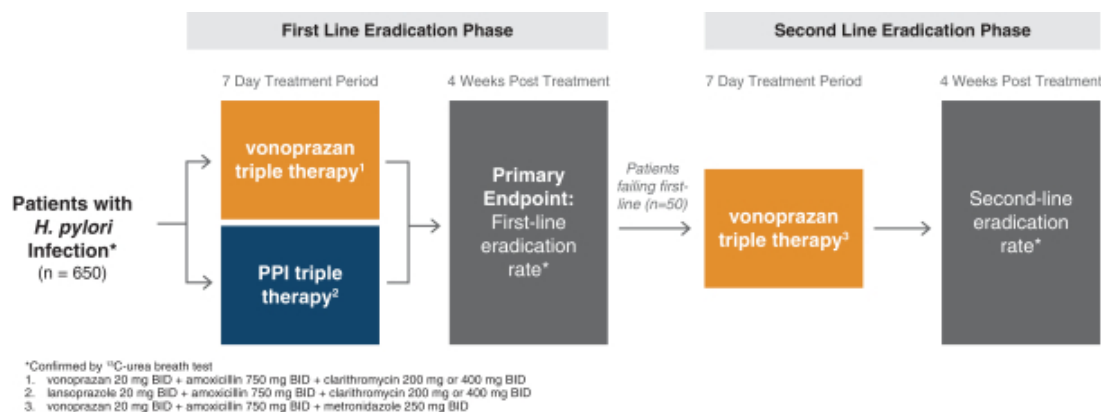 First Line Eradication Phase
Second Line Eradication Phase
7 Day Treatment Period
4 Weeks Post Treatment
7 Day Treatment Period
4 Weeks Post Treatment
Patients with
H. pylori
Infection*
(n = 650)
vonoprazan
triple therapy¹
PPI triple
therapy²
Primary
Endpoint:
First-line
eradication
rate*
Patients
failing first-
line (n=50)
vonoprazan
triple therapy³
Second-line
eradication
rate*
*Confirmed by ¹³C-urea breath test
1. vonoprazan 20 mg BID + amoxicillin 750 mg BID + clarithromycin 200 mg or 400 mg BID
2. lansoprazole 20 mg BID + amoxicillin 750 mg BID + clarithromycin 200 mg or 400 mg BID
3. vonoprazan 20 mg BID + amoxicillin 750 mg BID + metronidazole 250 mg BID